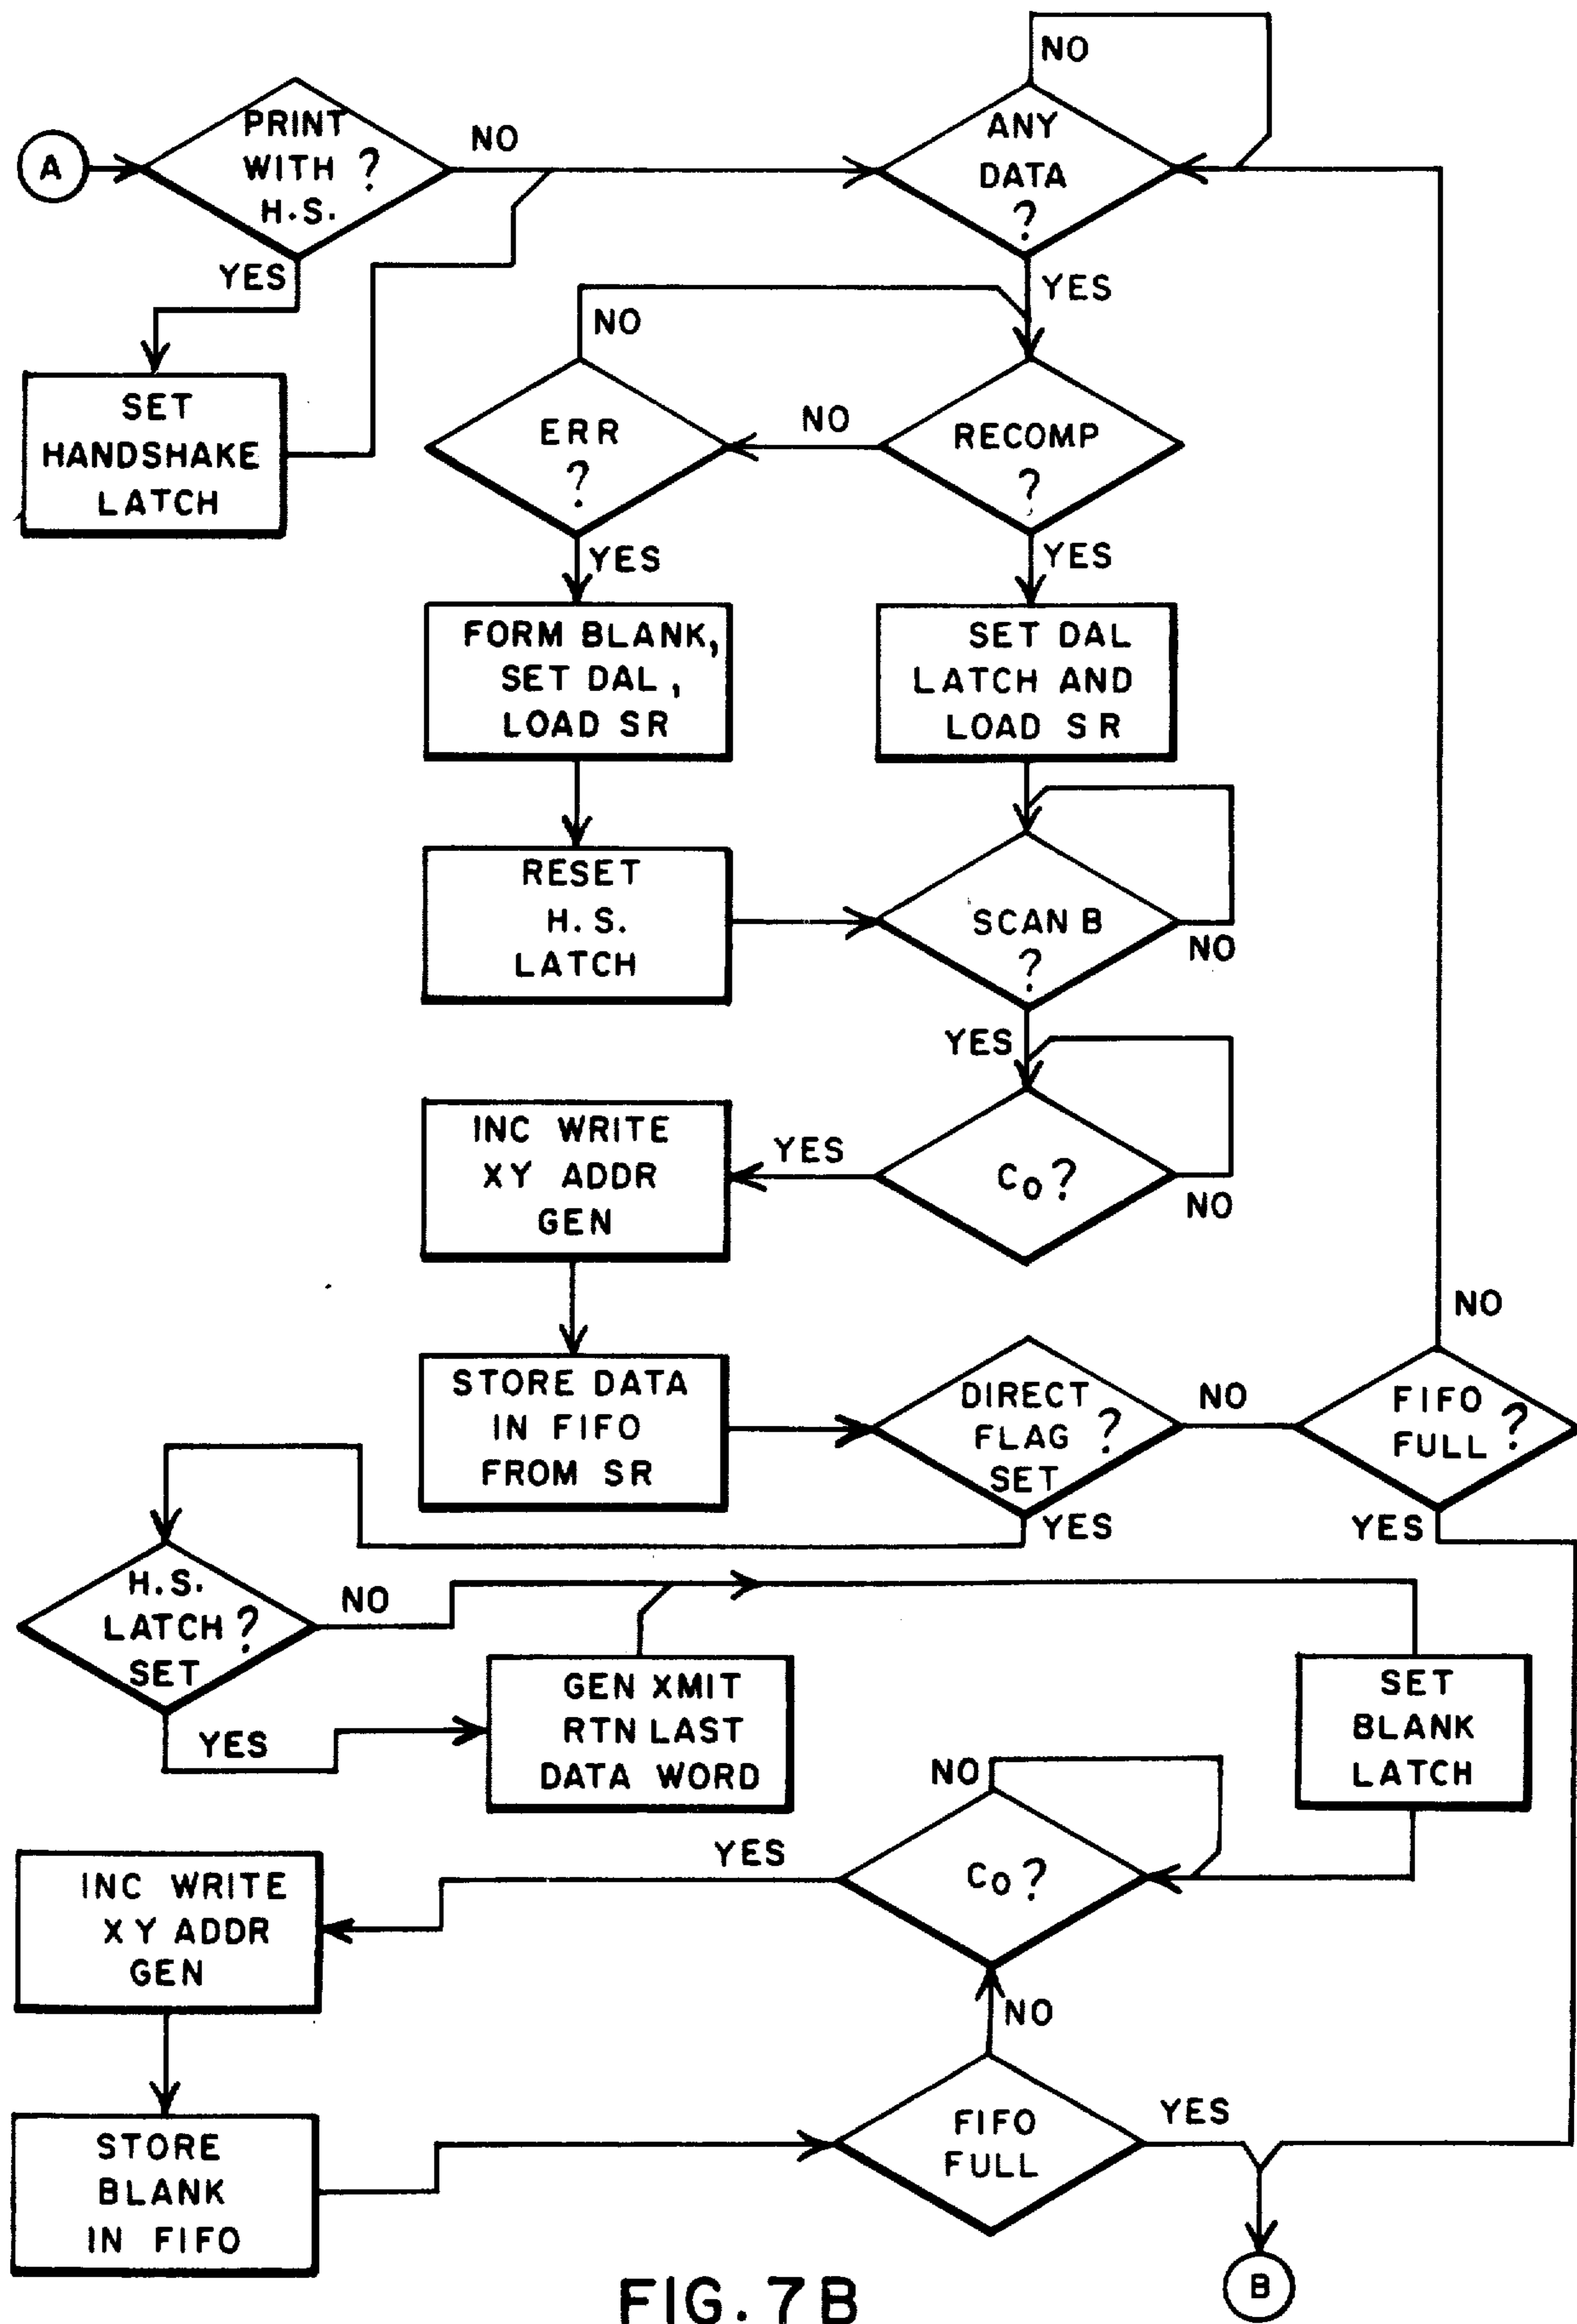 NO
A
PRINT
WITH ?
H.S.
NO
ANY
DATA
?
YES
YES
SET
HANDSHAKE
LATCH
NO
ERR
?
NO
RECOMP
?
YES
YES
FORM BLANK,
SET DAL,
LOAD SR
SET DAL
LATCH AND
LOAD SR
RESET
H.S.
LATCH
SCAN B
?
NO
YES
INC WRITE
XY ADDR
GEN
YES
C₀?
NO
NO
STORE DATA
IN FIFO
FROM SR
DIRECT
FLAG ?
SET
NO
FIFO
FULL ?
YES
YES
H.S.
LATCH ?
SET
NO
YES
GEN XMIT
RTN LAST
DATA WORD
SET
BLANK
LATCH
NO
YES
C₀?
INC WRITE
XY ADDR
GEN
NO
STORE
BLANK
IN FIFO
FIFO
FULL
YES
B
FIG. 7B